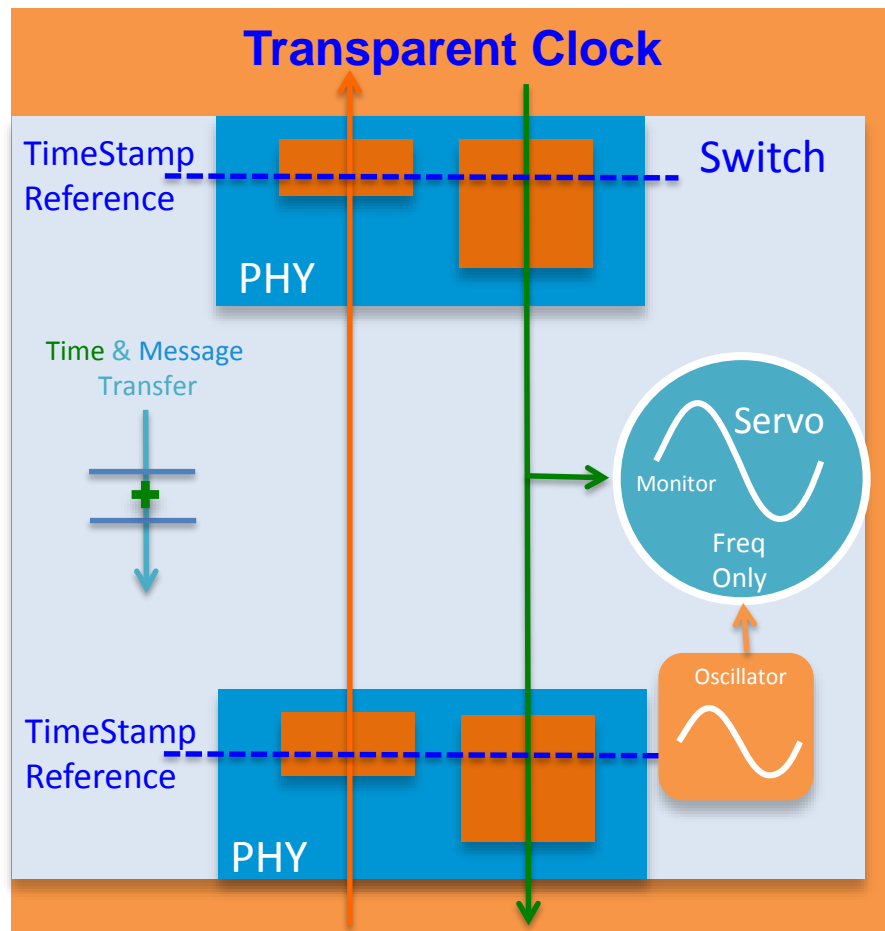 Transparent Clock
TimeStamp
Reference
Switch
PHY
Time & Message
Transfer
Servo
Monitor
Freq
Only
Oscillator
TimeStamp
Reference
PHY